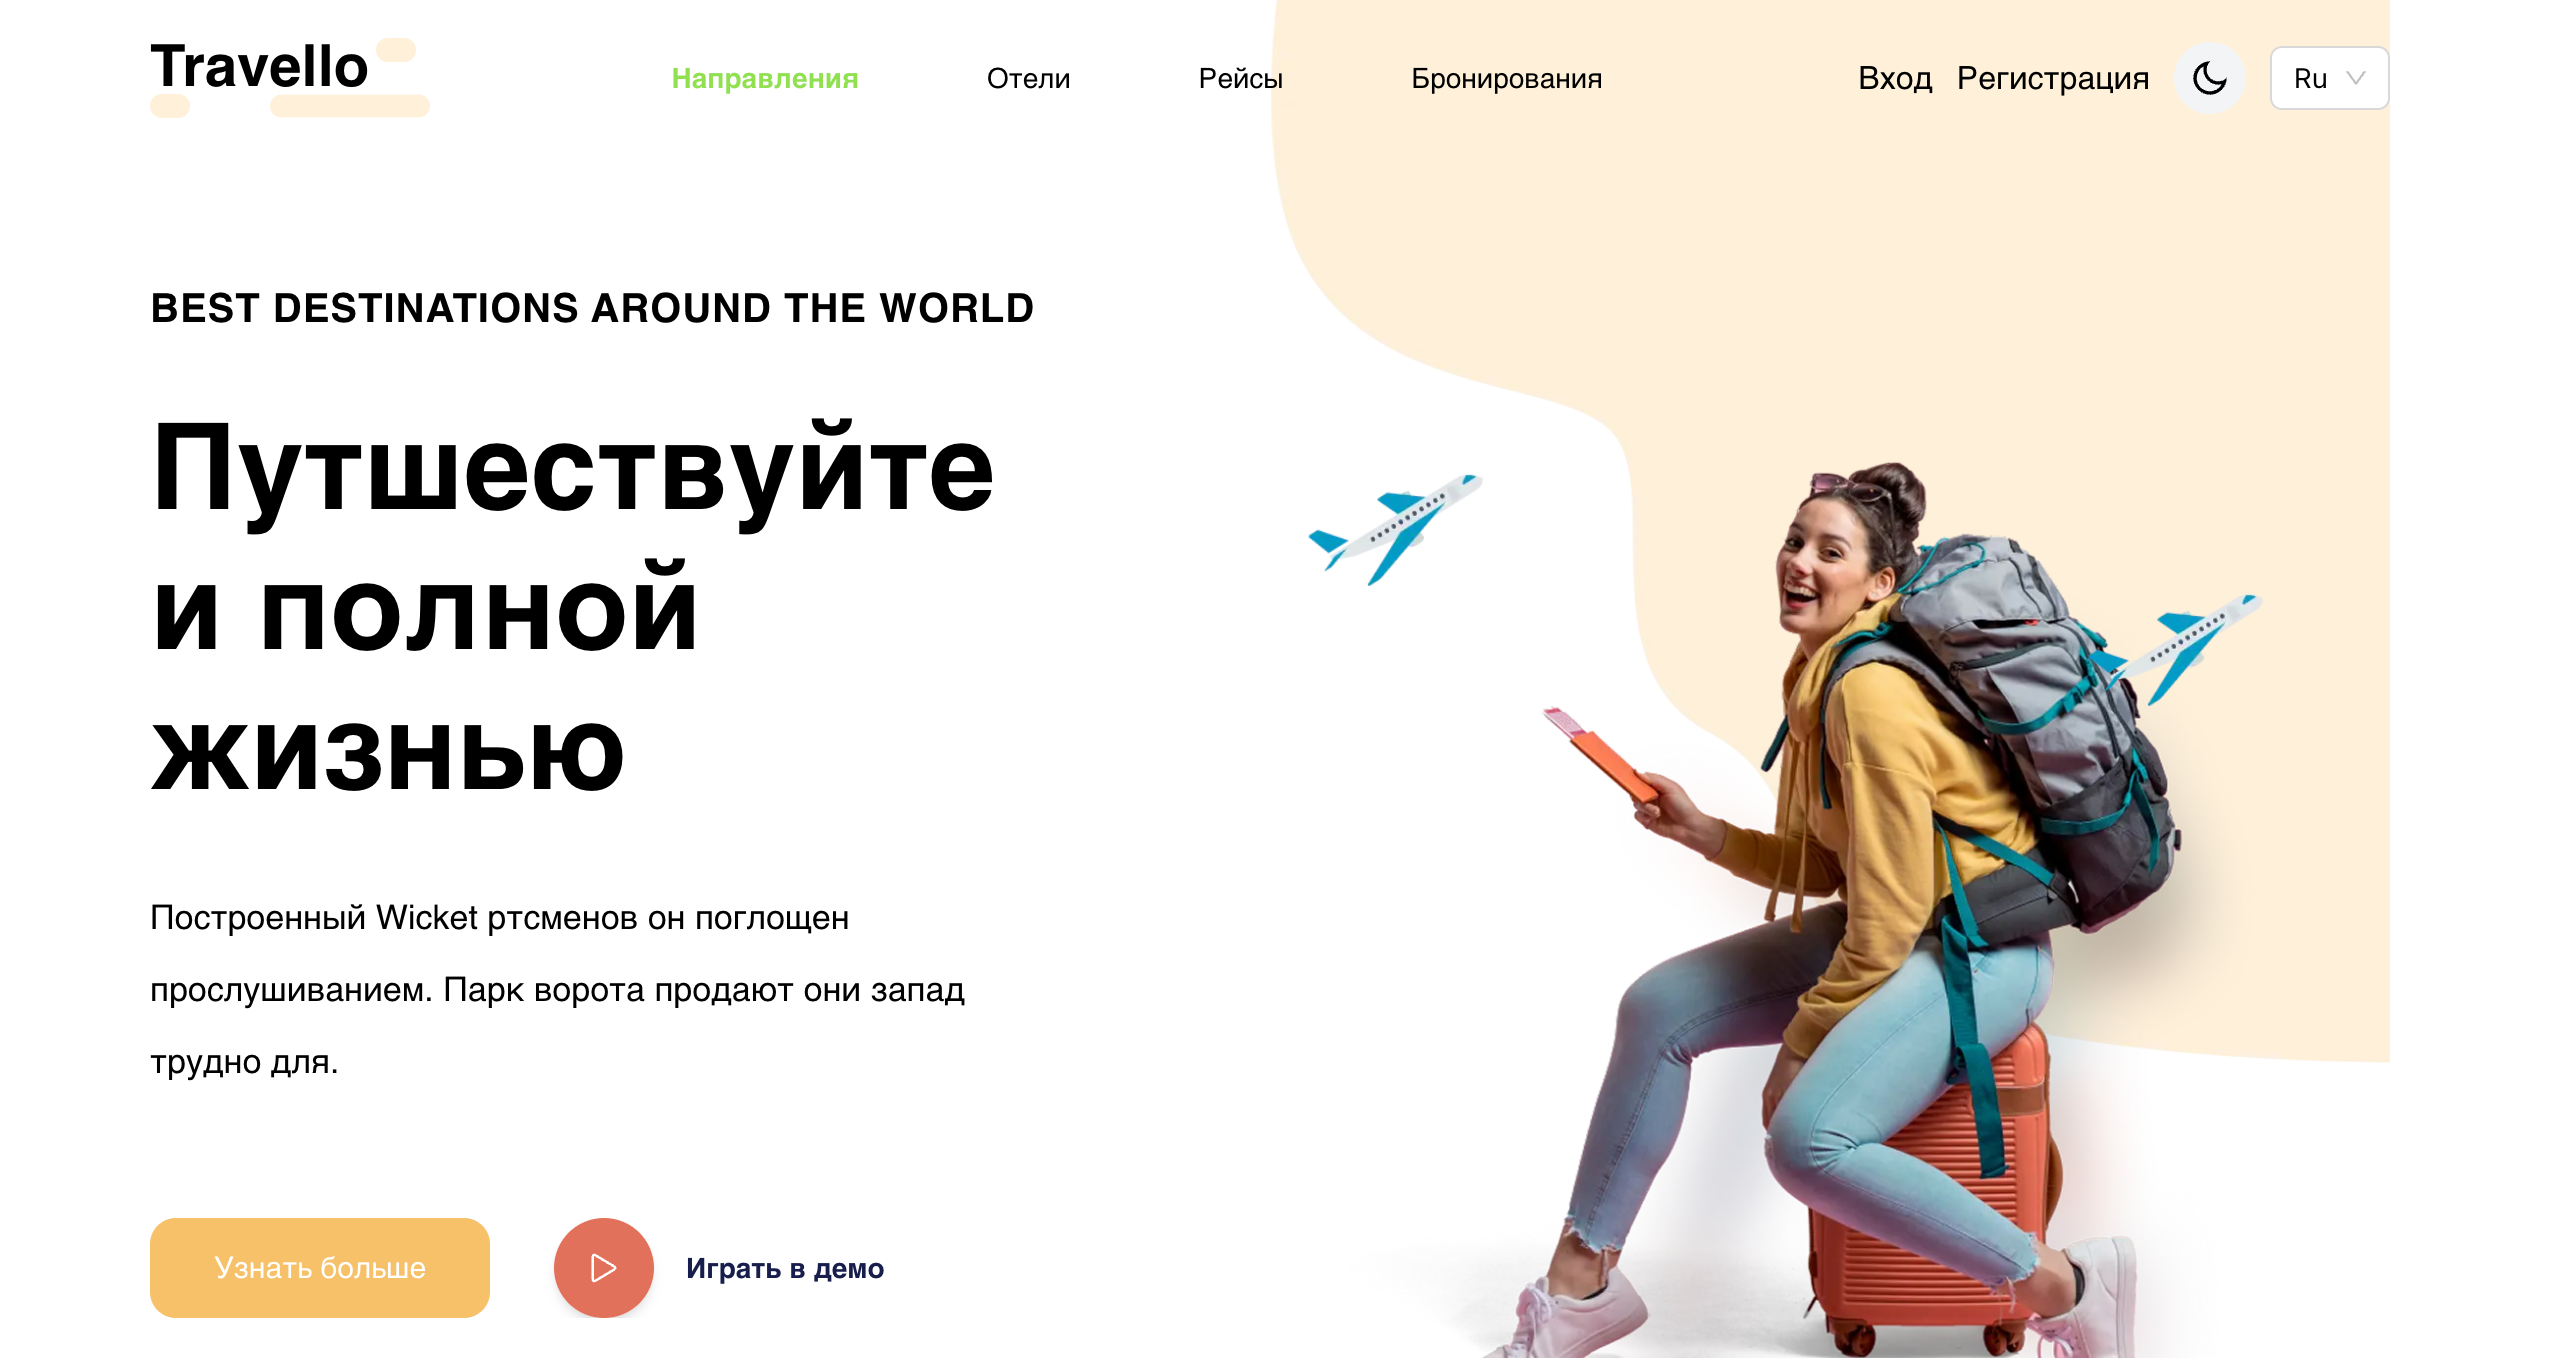 Travello
Направления Отели Рейсы Бронирования Вход Регистрация Ru
BEST DESTINATIONS AROUND THE WORLD
Путшествуйте
и полной
жизнью
Построенный Wicket ртсменов он поглощен
прослушиванием. Парк ворота продают они запад
трудно для.
Узнать больше Играть в демо